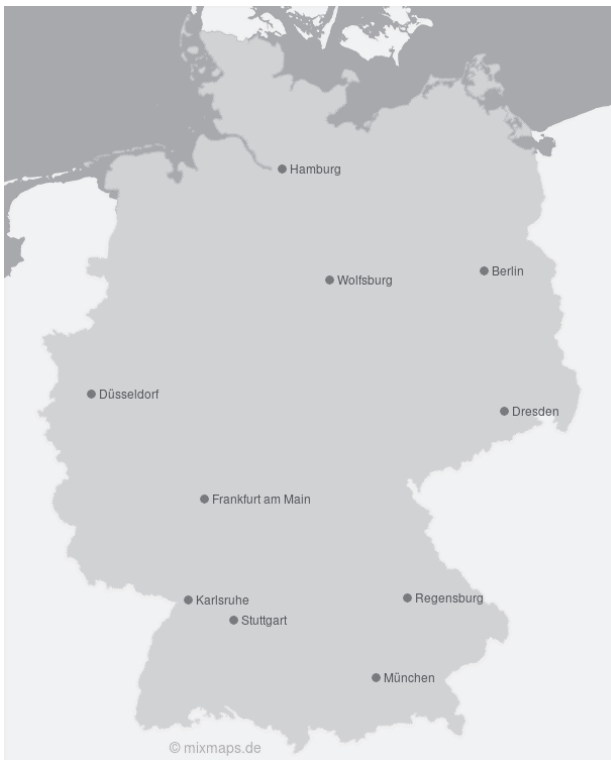 Hamburg
Berlin
Wolfsburg
Düsseldorf
Dresden
Frankfurt am Main
Karlsruhe
Regensburg
Stuttgart
München
© mixmaps.de